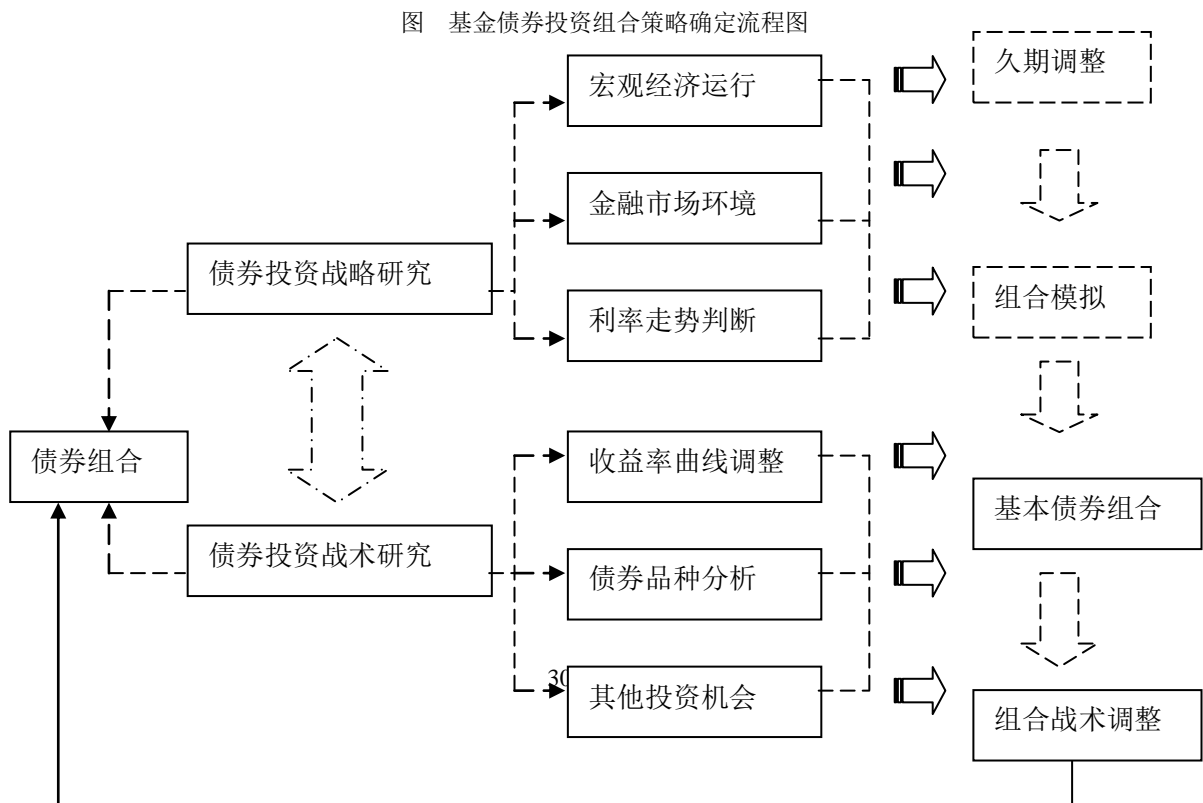 图　基金债券投资组合策略确定流程图
宏观经济运行
久期调整
金融市场环境
债券投资战略研究
利率走势判断
组合模拟
债券组合
收益率曲线调整
基本债券组合
债券投资战术研究
债券品种分析
30
其他投资机会
组合战术调整